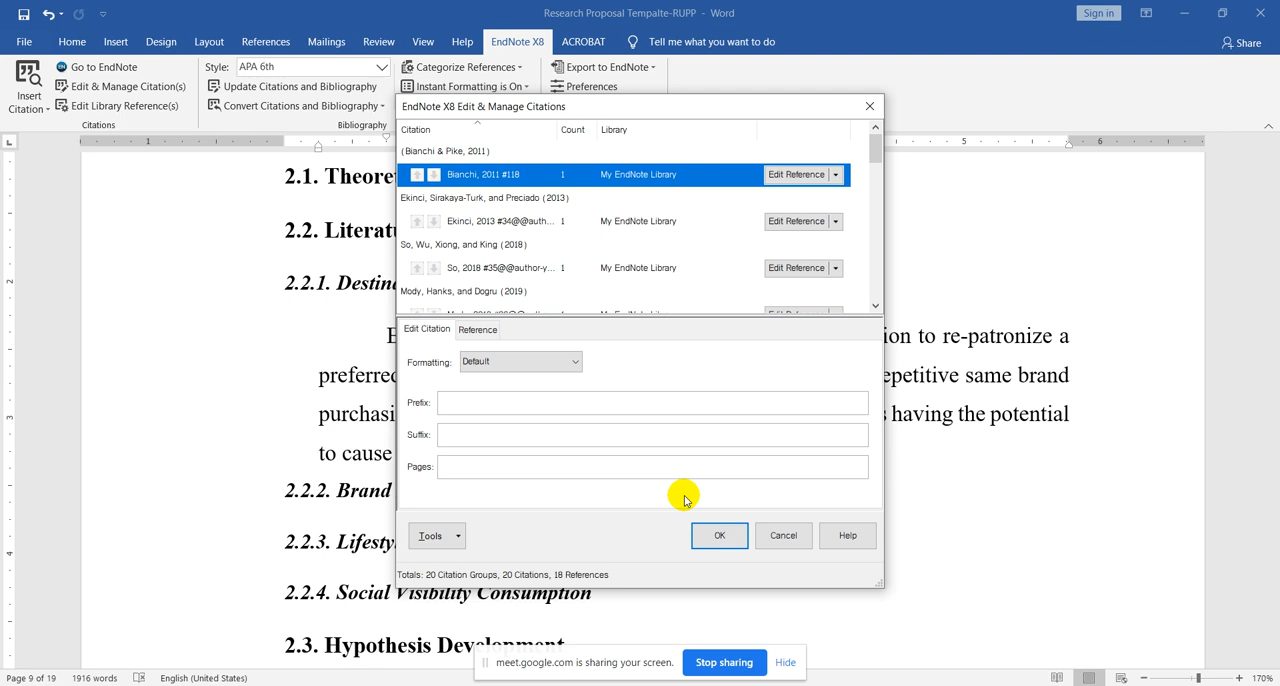 Research Proposal Tempalte-RUPP - Word
Sign in
File Home Insert Design Layout References Mailings Review View Help EndNote X8 ACROBAT Tell me what you want to do
Share
Insert Citation
Go to EndNote
Edit & Manage Citation(s)
Edit Library Reference(s)
Citations
Style: APA 6th
Update Citations and Bibliography
Convert Citations and Bibliography
Bibliography
Categorize References
Instant Formatting is On
Export to EndNote
Preferences
EndNote X8 Edit & Manage Citations
Citation Count Library
(Bianchi & Pike, 2011)
Bianchi, 2011 #118 1 My EndNote Library Edit Reference
Ekinci, Sirakaya-Turk, and Preciado (2013)
Ekinci, 2013 #34@@auth... 1 My EndNote Library Edit Reference
So, Wu, Xiong, and King (2018)
So, 2018 #35@@author-y... 1 My EndNote Library Edit Reference
Mody, Hanks, and Dogru (2019)
Edit Citation Reference
Formatting: Default
Prefix:
Suffix:
Pages:
Tools OK Cancel Help
Totals: 20 Citation Groups, 20 Citations, 18 References
2.1. Theore
2.2. Literatu
2.2.1. Destina
ion to re-patronize a
preferred epetitive same brand
purchasi s having the potential
to cause
2.2.2. Brand
2.2.3. Lifesty
2.2.4. Social Visibility Consumption
2.3. Hypothesis Development
meet.google.com is sharing your screen. Stop sharing Hide
Page 9 of 19 1916 words English (United States) 170%